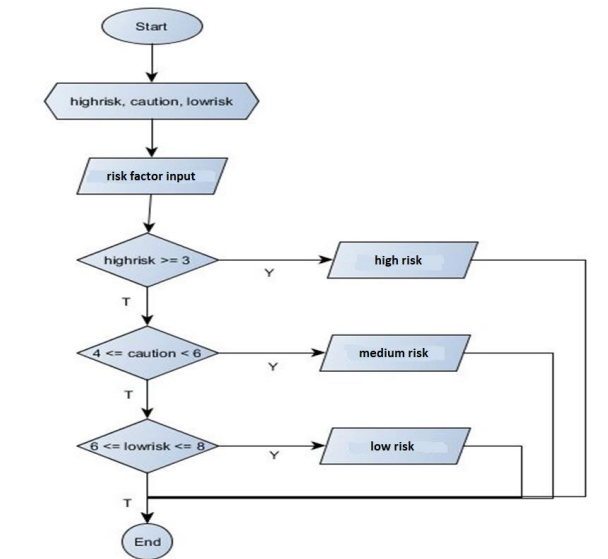 Start
highrisk, caution, lowrisk
risk factor input
highrisk >= 3
Y
high risk
T
4 <= caution < 6
Y
medium risk
T
6 <= lowrisk <= 8
Y
low risk
T
End